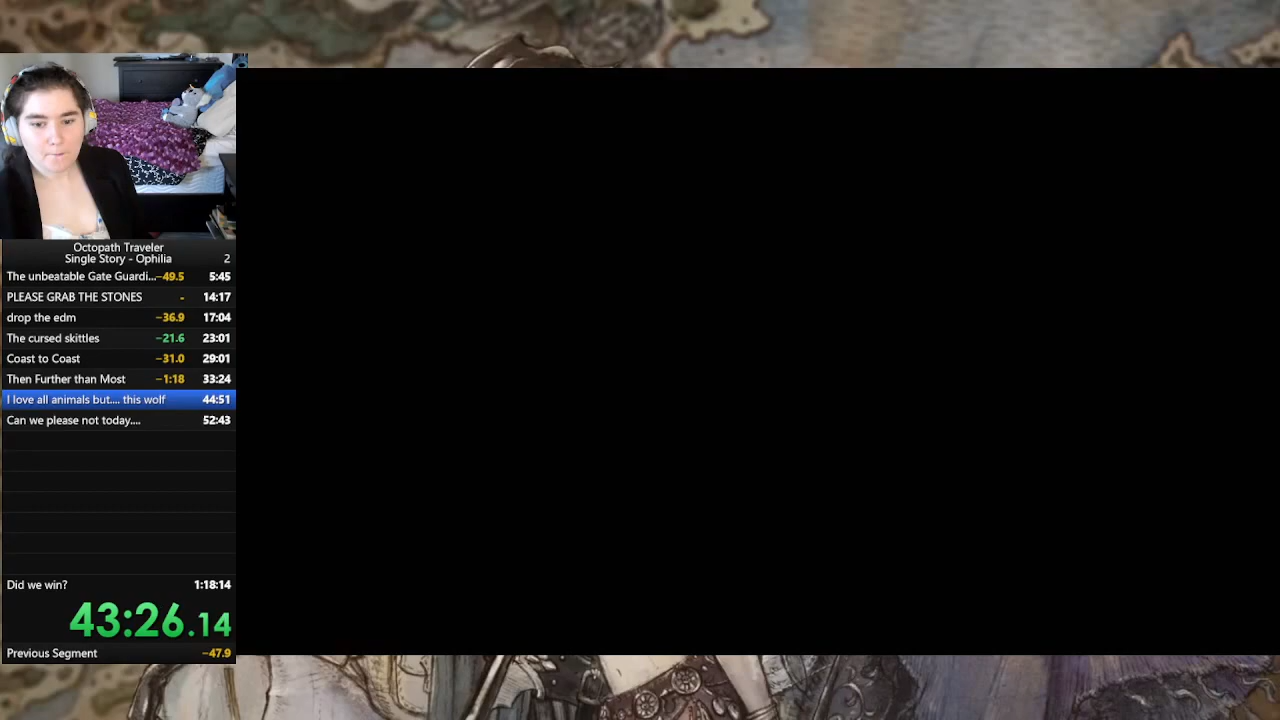 Octopath Traveler
Single Story - Ophilia 2
The unbeatable Gate Guardi... -49.5 5:45
PLEASE GRAB THE STONES - 14:17
drop the edm -36.9 17:04
The cursed skittles -21.6 23:01
Coast to Coast -31.0 29:01
Then Further than Most -1:18 33:24
I love all animals but.... this wolf 44:51
Can we please not today.... 52:43
Did we win? 1:18:14
43:26.14
Previous Segment -47.9